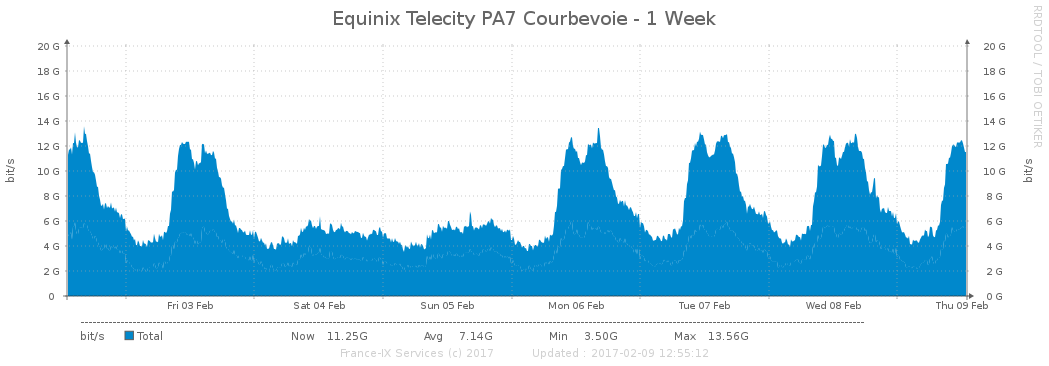 Equinix Telecity PA7 Courbevoie - 1 Week
RRDTOOL / TOBI OETIKER
bit/s
bit/s
20 G 20 G
18 G 18 G
16 G 16 G
14 G 14 G
12 G 12 G
10 G 10 G
8 G 8 G
6 G 6 G
4 G 4 G
2 G 2 G
0 0 G
Fri 03 Feb Sat 04 Feb Sun 05 Feb Mon 06 Feb Tue 07 Feb Wed 08 Feb Thu 09 Feb
bit/s Total Now 11.25G Avg 7.14G Min 3.50G Max 13.56G
France-IX Services (c) 2017 Updated : 2017-02-09 12:55:12